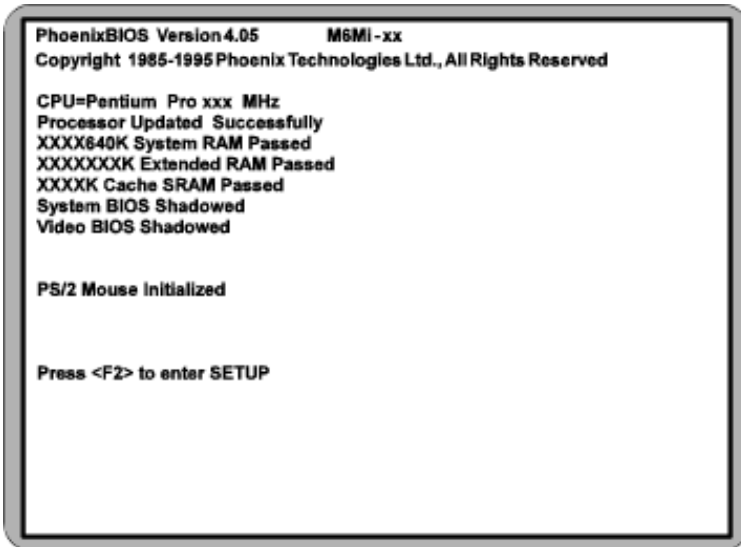 PhoenixBIOS Version 4.05 M6Mi-xx
Copyright 1985-1995 Phoenix Technologies Ltd., All Rights Reserved
CPU=Pentium Pro xxx MHz
Processor Updated Successfully
XXXX640K System RAM Passed
XXXXXXXK Extended RAM Passed
XXXXK Cache SRAM Passed
System BIOS Shadowed
Video BIOS Shadowed
PS/2 Mouse Initialized
Press <F2> to enter SETUP